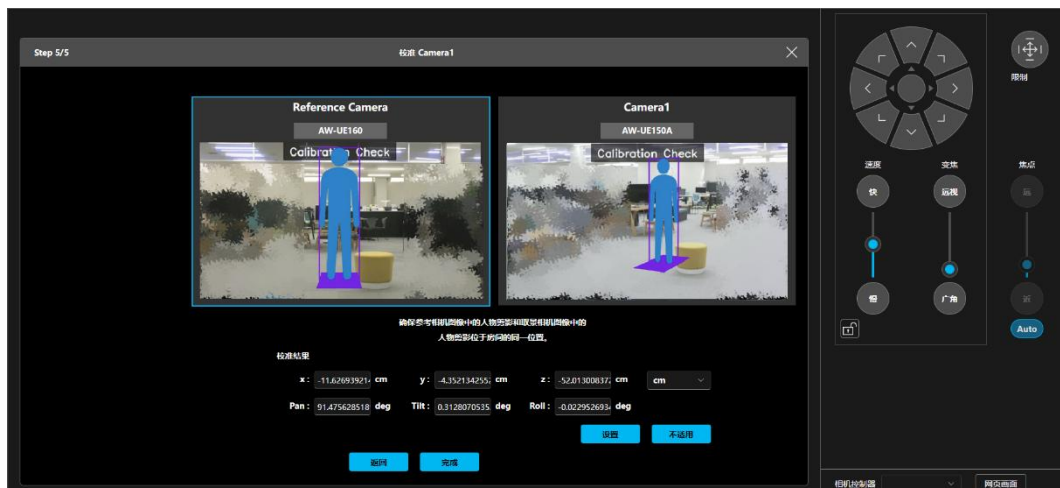 Step 5/5
校准 Camera1
Reference Camera
AW-UE160
Calibration Check
Camera1
AW-UE150A
Calibration Check
确保参考相机图像中的人物剪影和取景相机图像中的
人物剪影位于房间的同一位置。
校准结果
x : -11.62693921 cm
y : -4.352134255 cm
z : -52.01300837 cm
cm
Pan : 91.475628518 deg
Tilt : 0.3128070535 deg
Roll : -0.022952693 deg
设置
不适用
返回
完成
限制
速度
变焦
焦点
快
远视
远
慢
广角
近
Auto
相机控制器
网页画面